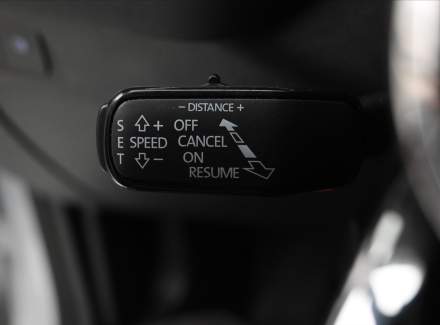 − DISTANCE +
S + OFF
E SPEED CANCEL
T − ON
RESUME